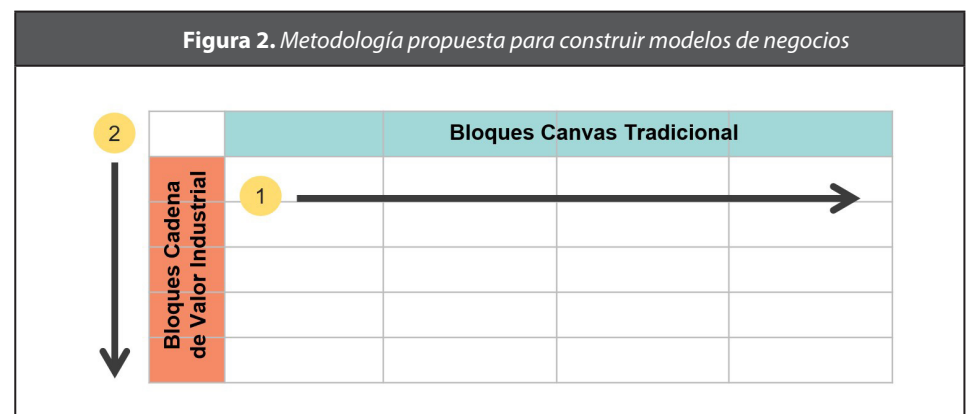 Figura 2. Metodología propuesta para construir modelos de negocios
2
Bloques Canvas Tradicional
1
Bloques Cadena
de Valor Industrial